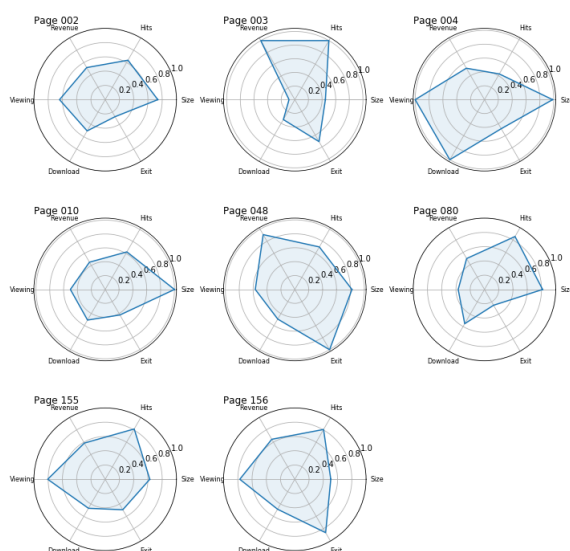 Page 002
Revenue
Hits
1.0
0.8
0.6
0.4
0.2
Viewing
Size
Download
Exit
Page 003
Revenue
Hits
1.0
0.8
0.6
0.4
0.2
Viewing
Size
Download
Exit
Page 004
Revenue
Hits
1.0
0.8
0.6
0.4
0.2
Viewing
Size
Download
Exit
Page 010
Revenue
Hits
1.0
0.8
0.6
0.4
0.2
Viewing
Size
Download
Exit
Page 048
Revenue
Hits
1.0
0.8
0.6
0.4
0.2
Viewing
Size
Download
Exit
Page 080
Revenue
Hits
1.0
0.8
0.6
0.4
0.2
Viewing
Size
Download
Exit
Page 155
Revenue
Hits
1.0
0.8
0.6
0.4
0.2
Viewing
Size
Download
Exit
Page 156
Revenue
Hits
1.0
0.8
0.6
0.4
0.2
Viewing
Size
Download
Exit